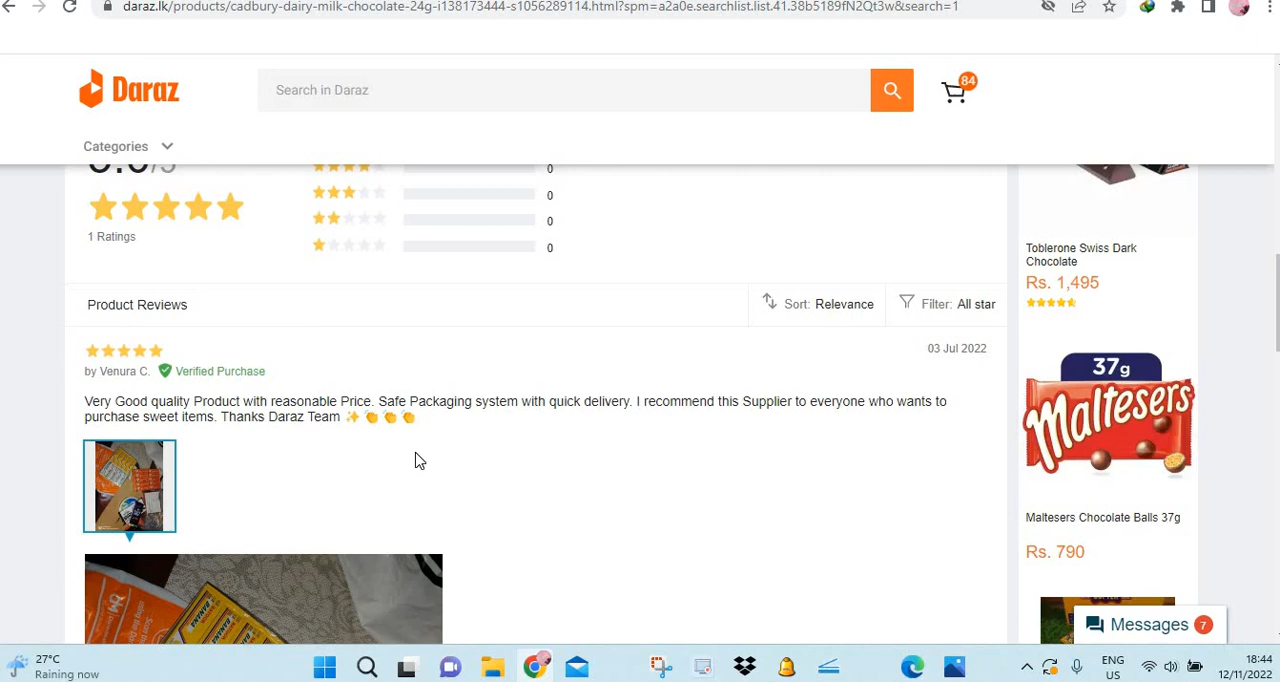 daraz.lk/products/cadbury-dairy-milk-chocolate-24g-i138173444-s1056289114.html?spm=a2a0e.searchlist.list.41.38b5189fN2Qt3w&search=1
Daraz
Search in Daraz
84
Categories
0
0
0
0
1 Ratings
Toblerone Swiss Dark
Chocolate
Rs. 1,495
Product Reviews
Sort: Relevance
Filter: All star
03 Jul 2022
by Venura C. Verified Purchase
Very Good quality Product with reasonable Price. Safe Packaging system with quick delivery. I recommend this Supplier to everyone who wants to
purchase sweet items. Thanks Daraz Team ✨ 👏 👏 👏
37g
Maltesers
Maltesers Chocolate Balls 37g
Rs. 790
BANANA
Messages 7
27°C
Raining now
ENG
US
18:44
12/11/2022